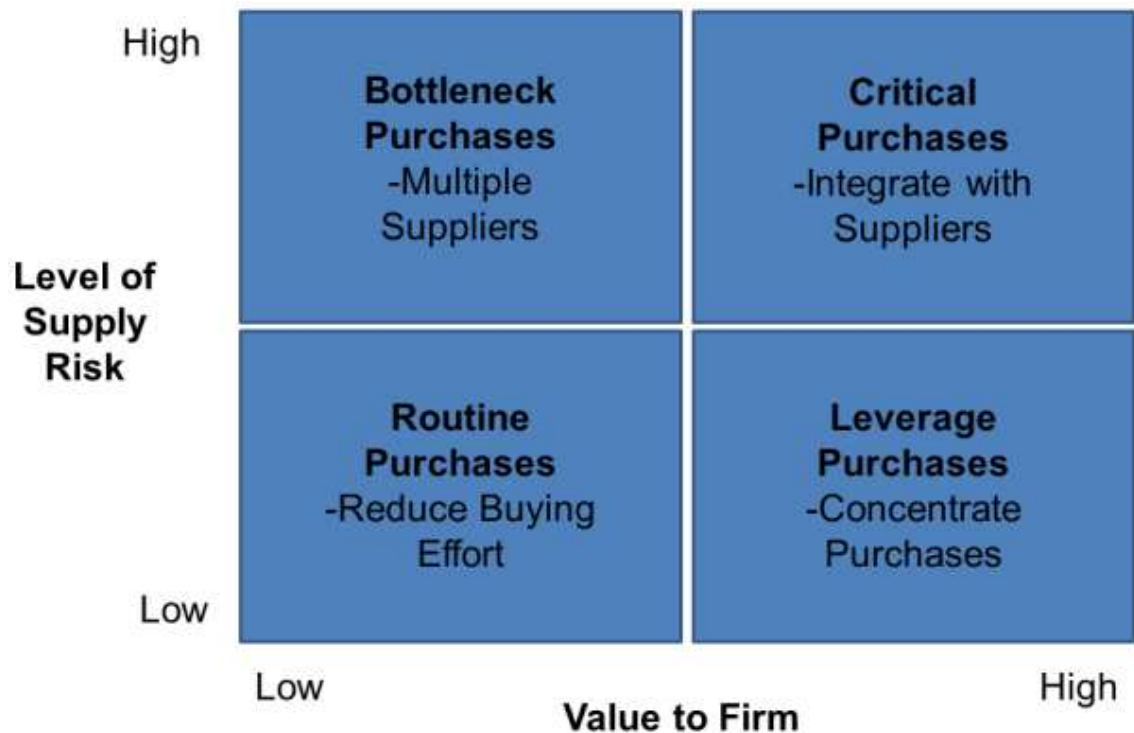 High
Bottleneck
Purchases
-Multiple
Suppliers
Critical
Purchases
-Integrate with
Suppliers
Level of
Supply
Risk
Routine
Purchases
-Reduce Buying
Effort
Leverage
Purchases
-Concentrate
Purchases
Low
Low
High
Value to Firm